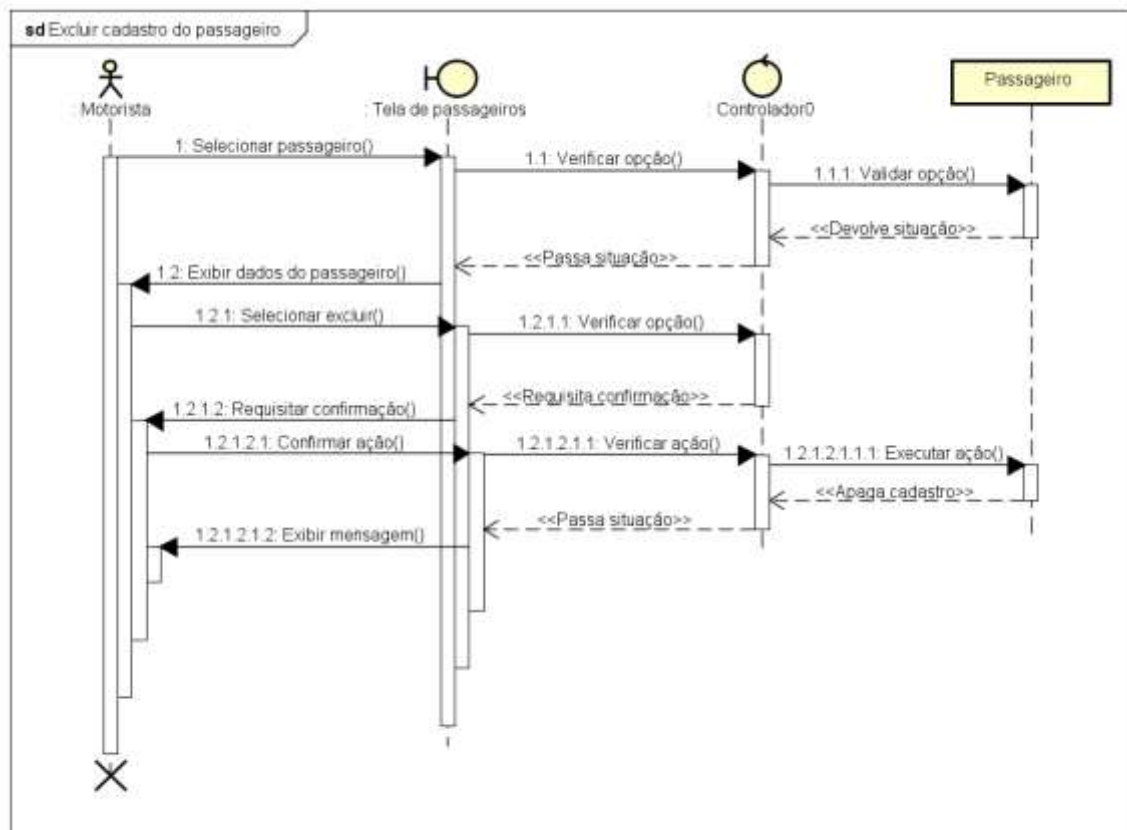 sd Excluir cadastro do passageiro
: Motorista
: Tela de passageiros
: Controlador0
Passageiro
1: Selecionar passageiro()
1.1: Verificar opção()
1.1.1: Validar opção()
<<Devolve situação>>
<<Passa situação>>
1.2: Exibir dados do passageiro()
1.2.1: Selecionar excluir()
1.2.1.1: Verificar opção()
<<Requisita confirmação>>
1.2.1.2: Requisitar confirmação()
1.2.1.2.1: Confirmar ação()
1.2.1.2.1.1: Verificar ação()
1.2.1.2.1.1.1: Executar ação()
<<Apaga cadastro>>
<<Passa situação>>
1.2.1.2.1.2: Exibir mensagem()